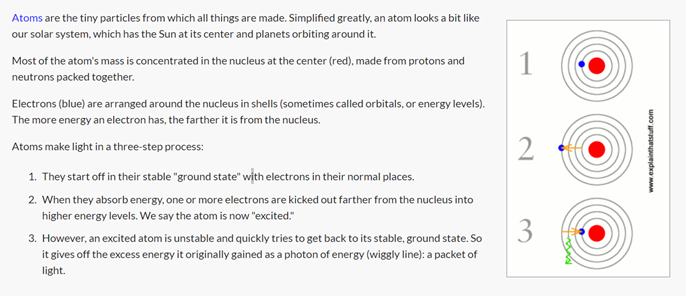 Atoms are the tiny particles from which all things are made. Simplified greatly, an atom looks a bit like
our solar system, which has the Sun at its center and planets orbiting around it.
Most of the atom's mass is concentrated in the nucleus at the center (red), made from protons and
neutrons packed together.
Electrons (blue) are arranged around the nucleus in shells (sometimes called orbitals, or energy levels).
The more energy an electron has, the farther it is from the nucleus.
Atoms make light in a three-step process:
1. They start off in their stable "ground state" with electrons in their normal places.
2. When they absorb energy, one or more electrons are kicked out farther from the nucleus into
higher energy levels. We say the atom is now "excited."
3. However, an excited atom is unstable and quickly tries to get back to its stable, ground state. So
it gives off the excess energy it originally gained as a photon of energy (wiggly line): a packet of
light.
1
2
3
www.explainthatstuff.com